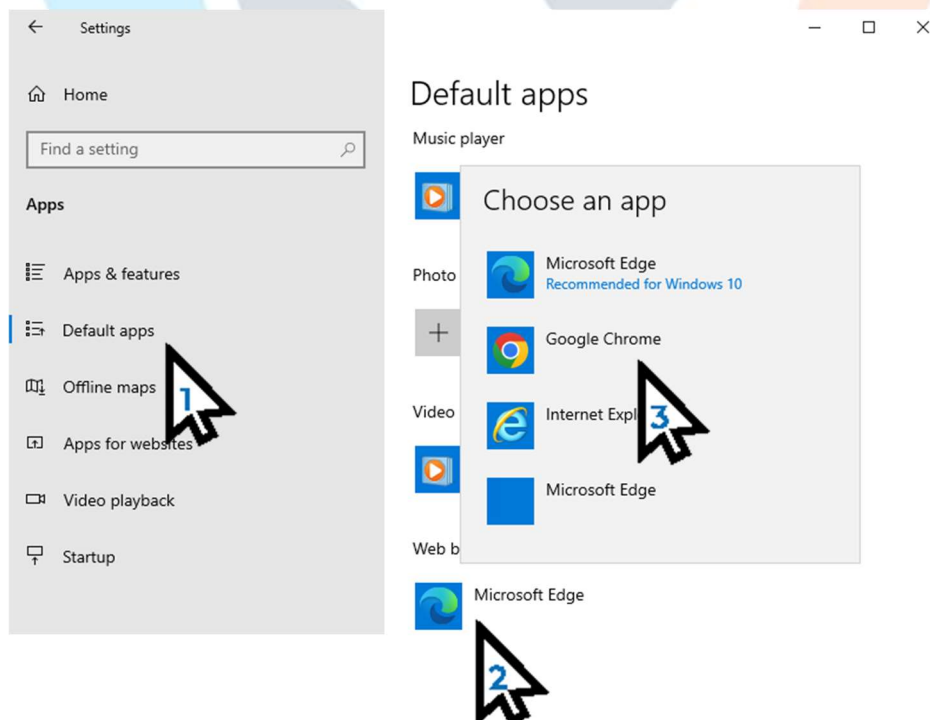 Settings
Home
Find a setting
Apps
Apps & features
Default apps
Offline maps
Apps for websites
Video playback
Startup
Default apps
Music player
Choose an app
Microsoft Edge
Recommended for Windows 10
Google Chrome
Internet Expl
Microsoft Edge
Photo
Video
Web b
Microsoft Edge
1
2
3